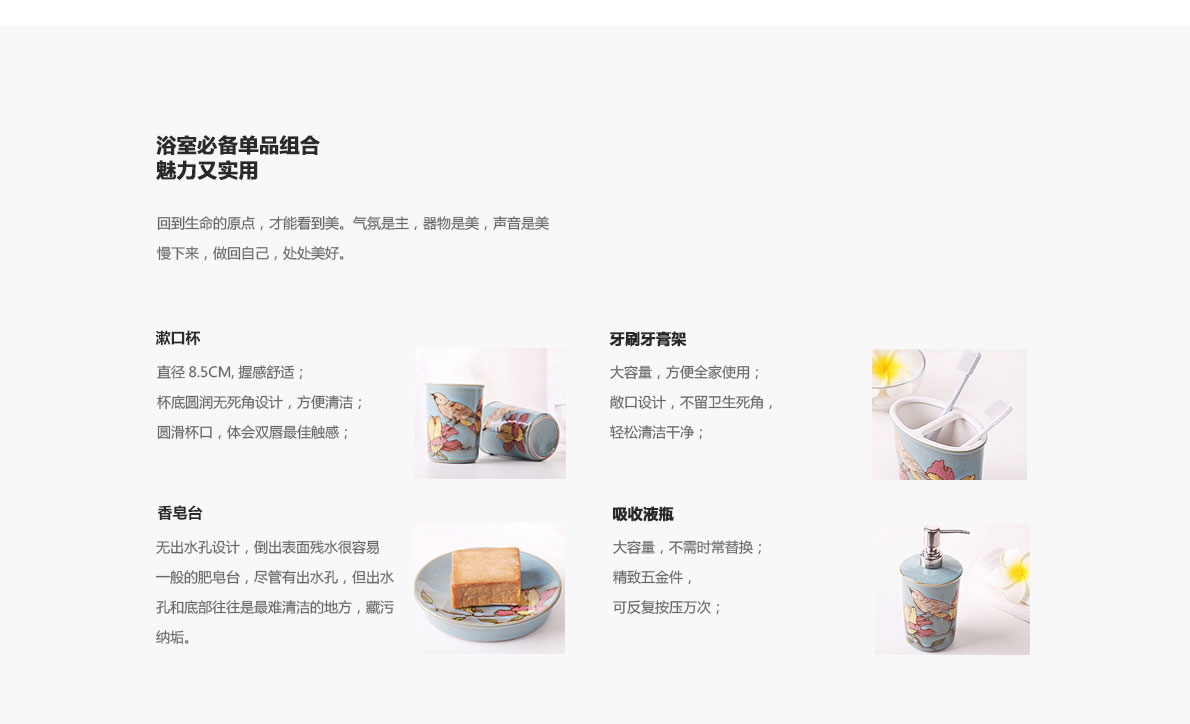 浴室必备单品组合
魅力又实用
回到生命的原点，才能看到美。气氛是主，器物是美，声音是美
慢下来，做回自己，处处美好。
漱口杯
直径 8.5CM, 握感舒适；
杯底圆润无死角设计，方便清洁；
圆滑杯口，体会双唇最佳触感；
牙刷牙膏架
大容量，方便全家使用；
敞口设计，不留卫生死角，
轻松清洁干净；
香皂台
无出水孔设计，倒出表面残水很容易
一般的肥皂台，尽管有出水孔，但出水
孔和底部往往是最难清洁的地方，藏污
纳垢。
吸收液瓶
大容量，不需时常替换；
精致五金件，
可反复按压万次；